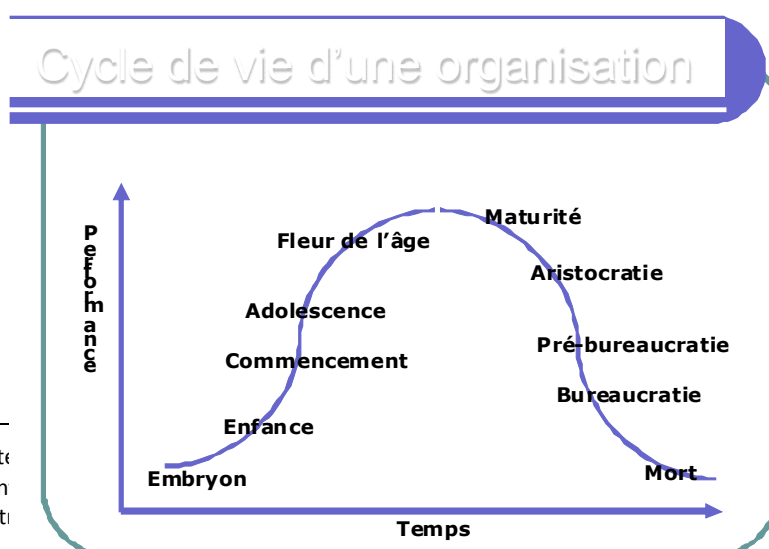 Cycle de vie d'une organisation
Performance
Maturité
Fleur de l'âge
Aristocratie
Adolescence
Pré-bureaucratie
Commencement
Bureaucratie
Enfance
Mort
Embryon
Temps